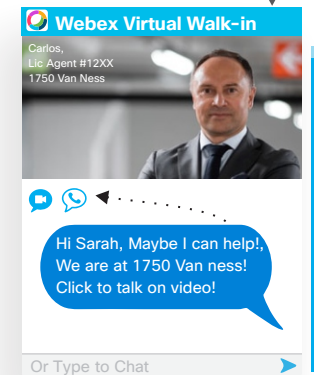 Webex Virtual Walk-in
Carlos,
Lic Agent #12XX
1750 Van Ness
Hi Sarah, Maybe I can help!,
We are at 1750 Van ness!
Click to talk on video!
Or Type to Chat